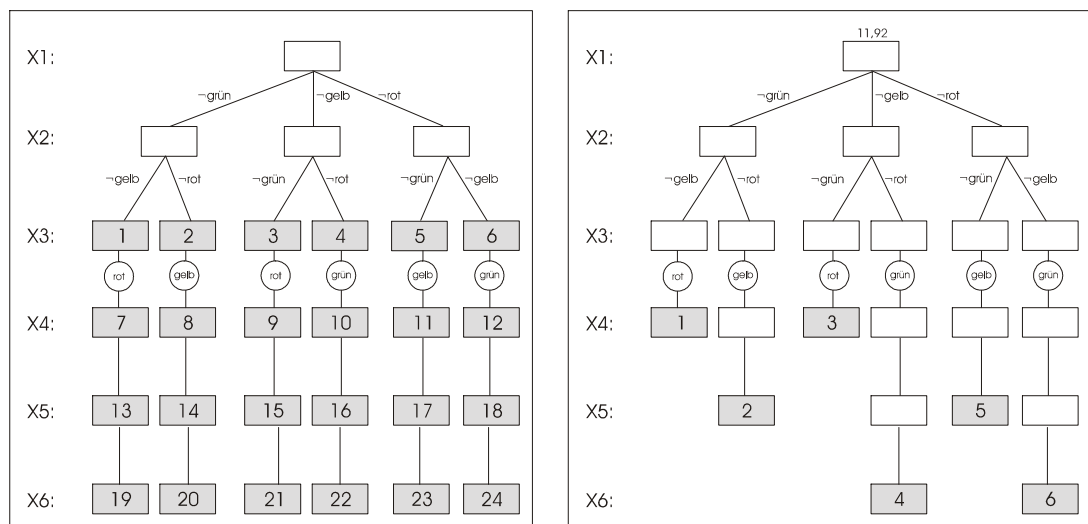 X1:
¬grün ¬gelb ¬rot
X2:
¬gelb ¬rot ¬grün ¬rot ¬grün ¬gelb
X3: 1 2 3 4 5 6
rot gelb rot grün gelb grün
X4: 7 8 9 10 11 12
X5: 13 14 15 16 17 18
X6: 19 20 21 22 23 24
11,92
X1:
¬grün ¬gelb ¬rot
X2:
¬gelb ¬rot ¬grün ¬rot ¬grün ¬gelb
X3:
rot gelb rot grün gelb grün
X4: 1 3
X5: 2 5
X6: 4 6